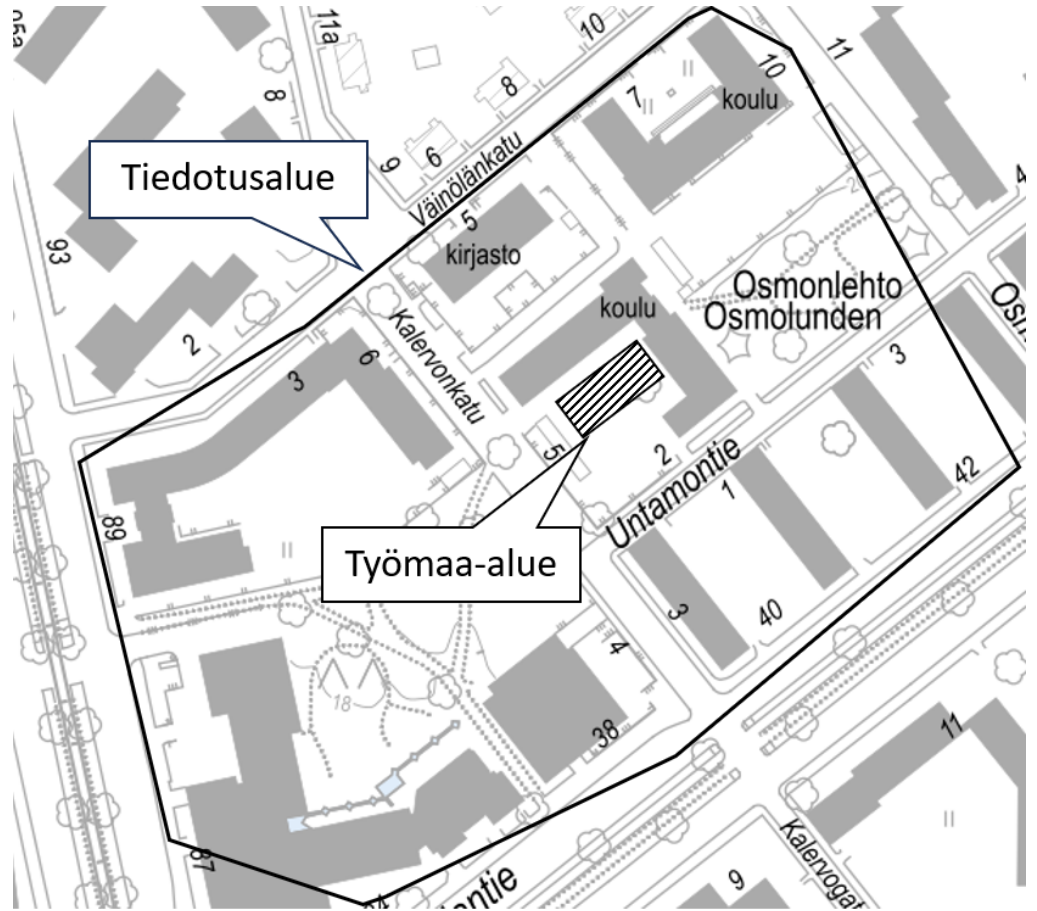 95a
11a
10
11
8
8
10
7
koulu
9
6
Väinölänkatu
Tiedotusalue
5
kirjasto
93
4
koulu
Osmonlehto
Osmolunden
Kalervonkatu
2
6
3
3
5
2
Untamontie
1
42
89
Työmaa-alue
3
40
4
18
38
11
87
9